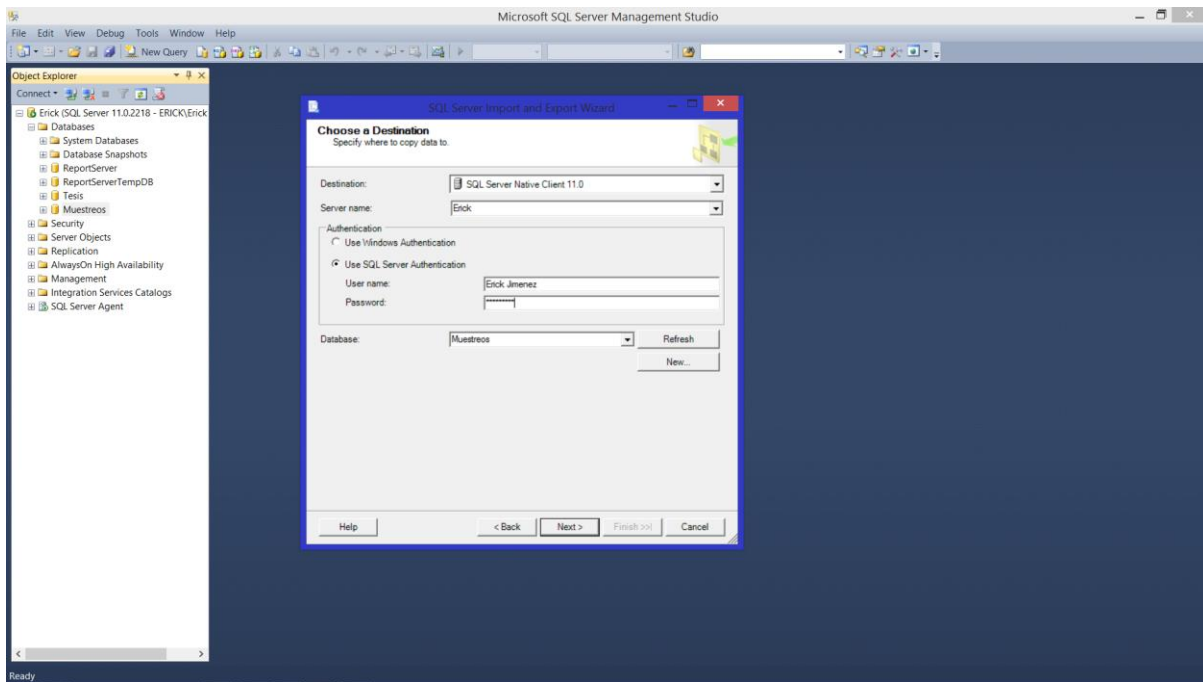 Microsoft SQL Server Management Studio
File Edit View Debug Tools Window Help
New Query
Object Explorer
Connect
Erick (SQL Server 11.0.2218 - ERICK\Erick
Databases
System Databases
Database Snapshots
ReportServer
ReportServerTempDB
Tesis
Muestreos
Security
Server Objects
Replication
AlwaysOn High Availability
Management
Integration Services Catalogs
SQL Server Agent
SQL Server Import and Export Wizard
Choose a Destination
Specify where to copy data to.
Destination: SQL Server Native Client 11.0
Server name: Erick
Authentication
Use Windows Authentication
Use SQL Server Authentication
User name: Erick Jimenez
Password: *********
Database: Muestreos Refresh
New...
Help < Back Next > Finish >>| Cancel
Ready